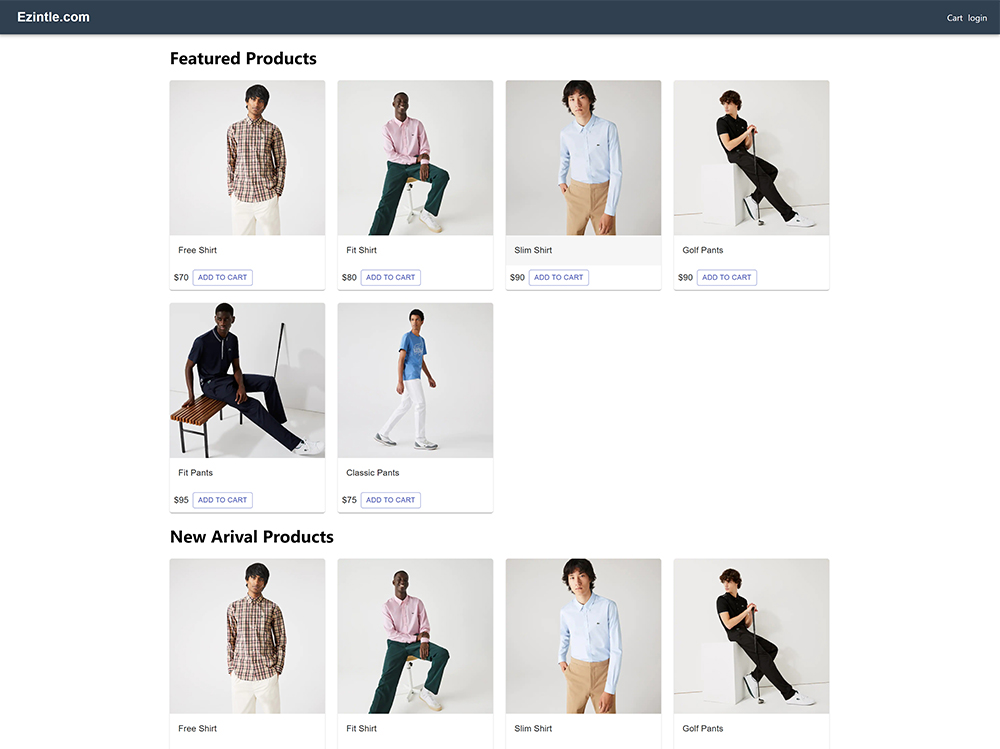 Ezintle.com
Cart login
Featured Products
Free Shirt
Fit Shirt
Slim Shirt
Golf Pants
$70 ADD TO CART
$80 ADD TO CART
$90 ADD TO CART
$90 ADD TO CART
Fit Pants
Classic Pants
$95 ADD TO CART
$75 ADD TO CART
New Arival Products
Free Shirt
Fit Shirt
Slim Shirt
Golf Pants